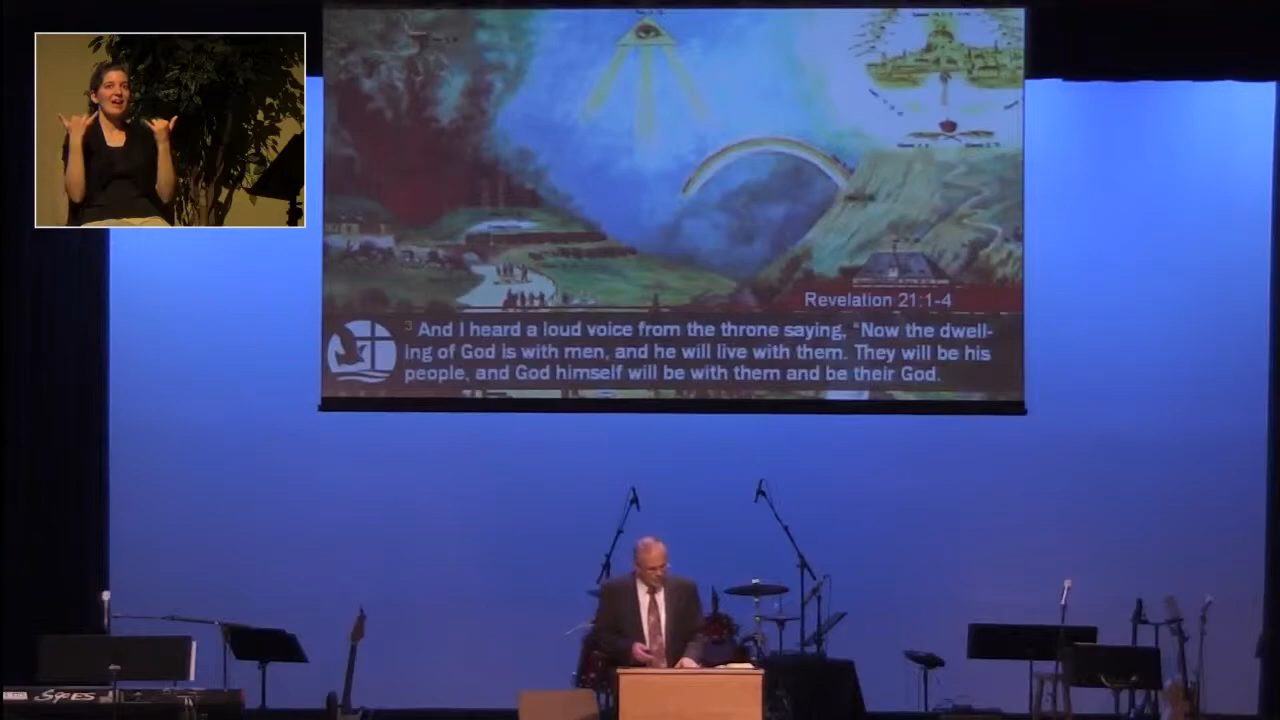 Revelation 21:1-4
3 And I heard a loud voice from the throne saying, "Now the dwell-
ing of God is with men, and he will live with them. They will be his
people, and God himself will be with them and be their God.